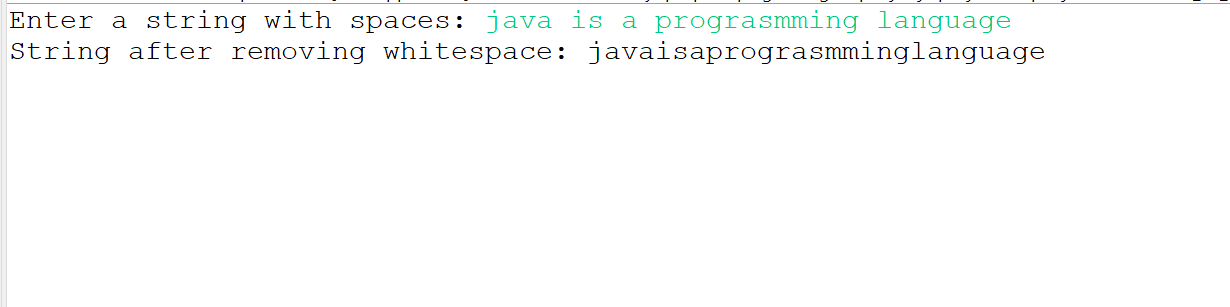 Enter a string with spaces: java is a prograsmming language
String after removing whitespace: javaisaprograsmminglanguage